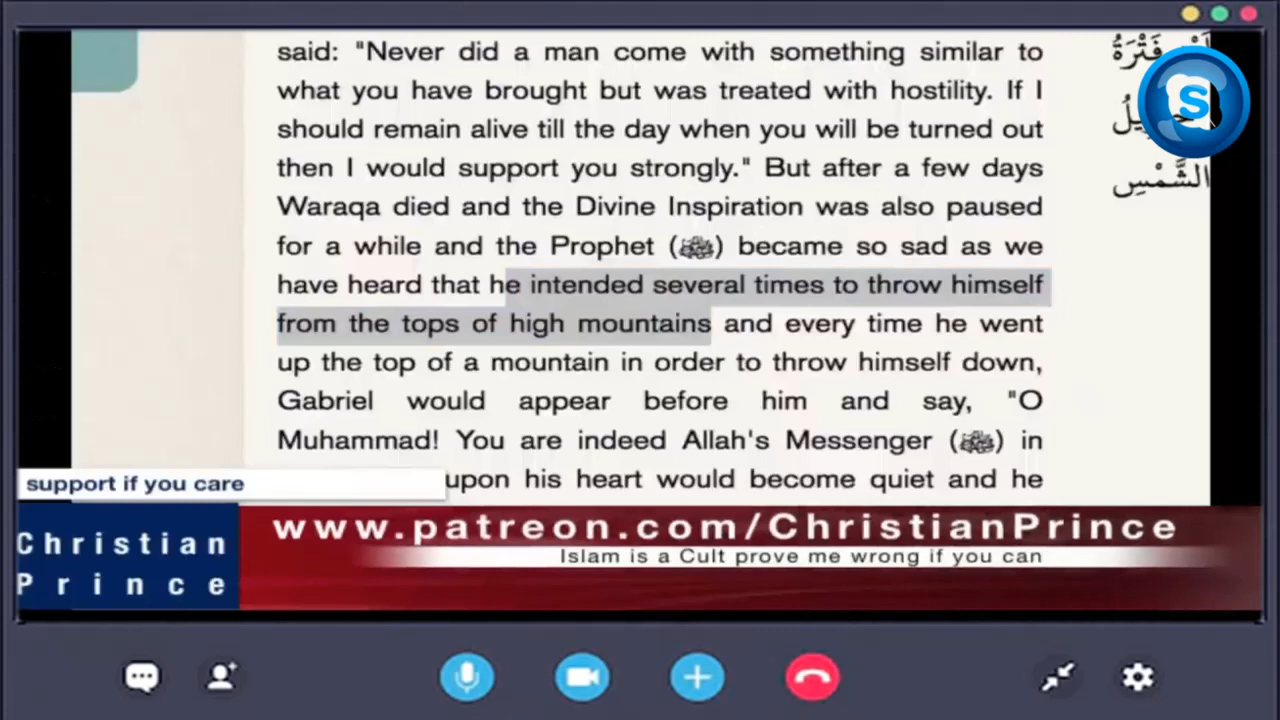 said: "Never did a man come with something similar to
what you have brought but was treated with hostility. If I
should remain alive till the day when you will be turned out
then I would support you strongly." But after a few days
Waraqa died and the Divine Inspiration was also paused
for a while and the Prophet (ﷺ) became so sad as we
have heard that he intended several times to throw himself
from the tops of high mountains and every time he went
up the top of a mountain in order to throw himself down,
Gabriel would appear before him and say, "O
Muhammad! You are indeed Allah's Messenger (ﷺ) in
upon his heart would become quiet and he
فَتْرَةُ
الشَّمْسِ
S
support if you care
Christian
Prince
www.patreon.com/ChristianPrince
Islam is a Cult prove me wrong if you can